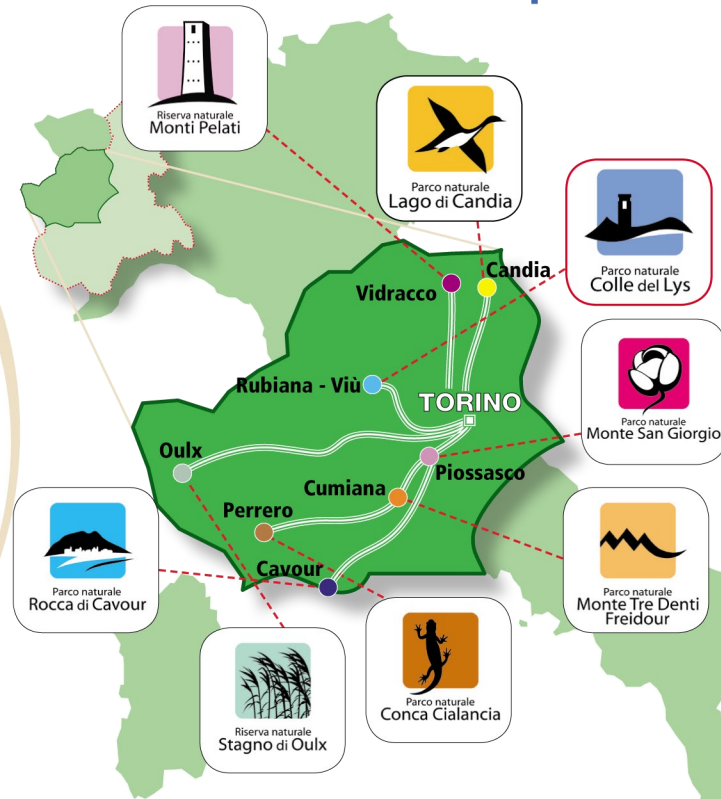 Riserva naturale
Monti Pelati
Parco naturale
Lago di Candia
Parco naturale
Colle del Lys
Candia
Vidracco
Rubiana - Viù
TORINO
Parco naturale
Monte San Giorgio
Oulx
Piossasco
Cumiana
Perrero
Cavour
Parco naturale
Rocca di Cavour
Parco naturale
Monte Tre Denti
Freidour
Parco naturale
Conca Cialancia
Riserva naturale
Stagno di Oulx